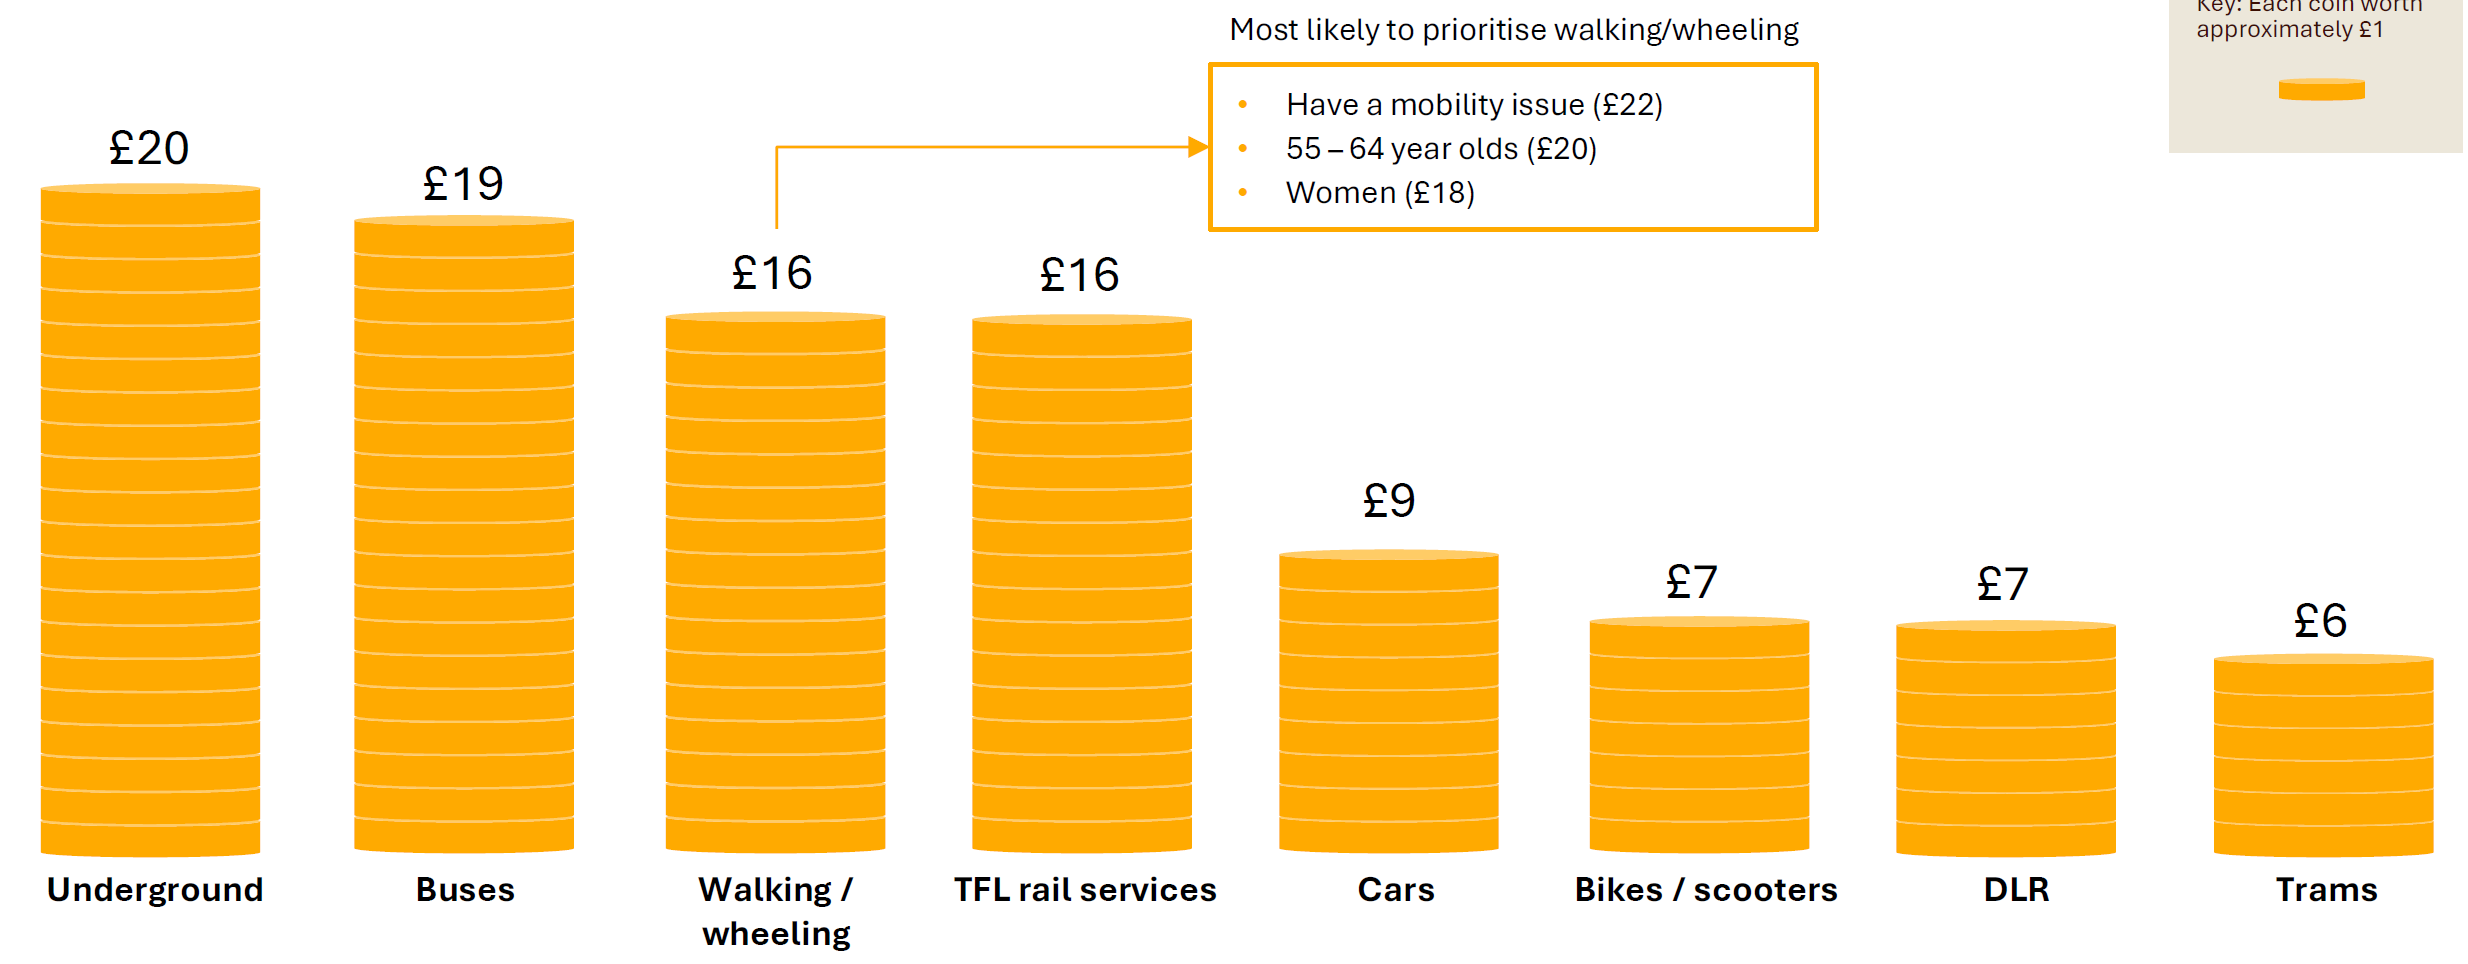 Most likely to prioritise walking/wheeling
Key: Each coin worth
approximately £1
• Have a mobility issue (£22)
• 55 – 64 year olds (£20)
• Women (£18)
£20
£19
£16
£16
£9
£7
£7
£6
Underground
Buses
Walking /
wheeling
TFL rail services
Cars
Bikes / scooters
DLR
Trams